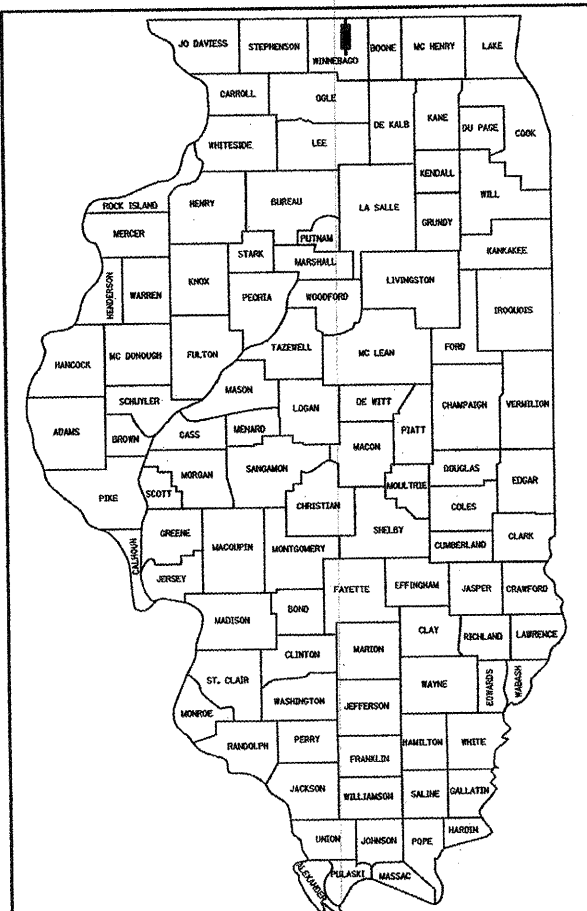 JO DAVIESS
STEPHENSON
WINNEBAGO
BOONE
MC HENRY
LAKE
CARROLL
OGLE
DE KALB
KANE
DU PAGE
COOK
WHITESIDE
LEE
KENDALL
WILL
ROCK ISLAND
HENRY
BUREAU
LA SALLE
GRUNDY
MERCER
PUTNAM
STARK
MARSHALL
KANKAKEE
HENDERSON
WARREN
KNOX
PEORIA
WOODFORD
LIVINGSTON
IROQUOIS
HANCOCK
MC DONOUGH
FULTON
TAZEWELL
MC LEAN
FORD
SCHUYLER
MASON
LOGAN
DE WITT
CHAMPAIGN
VERMILION
ADAMS
BROWN
CASS
MENARD
MACON
PIATT
PIKE
SCOTT
MORGAN
SANGAMON
CHRISTIAN
MOULTRIE
DOUGLAS
EDGAR
COLES
CALHOUN
GREENE
MACOUPIN
MONTGOMERY
SHELBY
CUMBERLAND
CLARK
JERSEY
FAYETTE
EFFINGHAM
JASPER
CRAWFORD
MADISON
BOND
CLAY
RICHLAND
LAWRENCE
CLINTON
MARION
ST. CLAIR
WAYNE
EDWARDS
WABASH
MONROE
WASHINGTON
JEFFERSON
RANDOLPH
PERRY
HAMILTON
WHITE
FRANKLIN
JACKSON
WILLIAMSON
SALINE
GALLATIN
UNION
JOHNSON
POPE
HARDIN
ALEXANDER
PULASKI
MASSAC